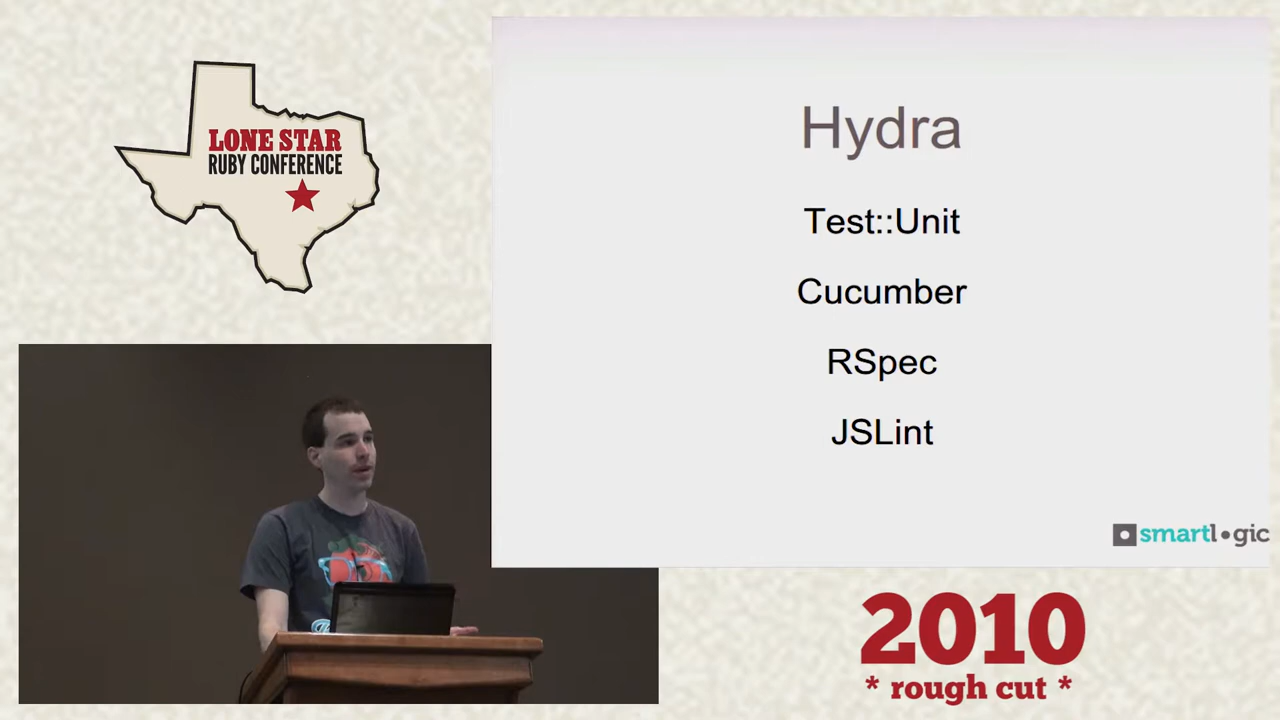 LONE STAR
RUBY CONFERENCE
Hydra
Test::Unit
Cucumber
RSpec
JSLint
smartlogic
2010
* rough cut *